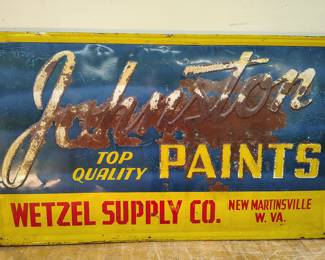 Johnston
TOP
QUALITY PAINTS
WETZEL SUPPLY CO. NEW MARTINSVILLE
W. VA.